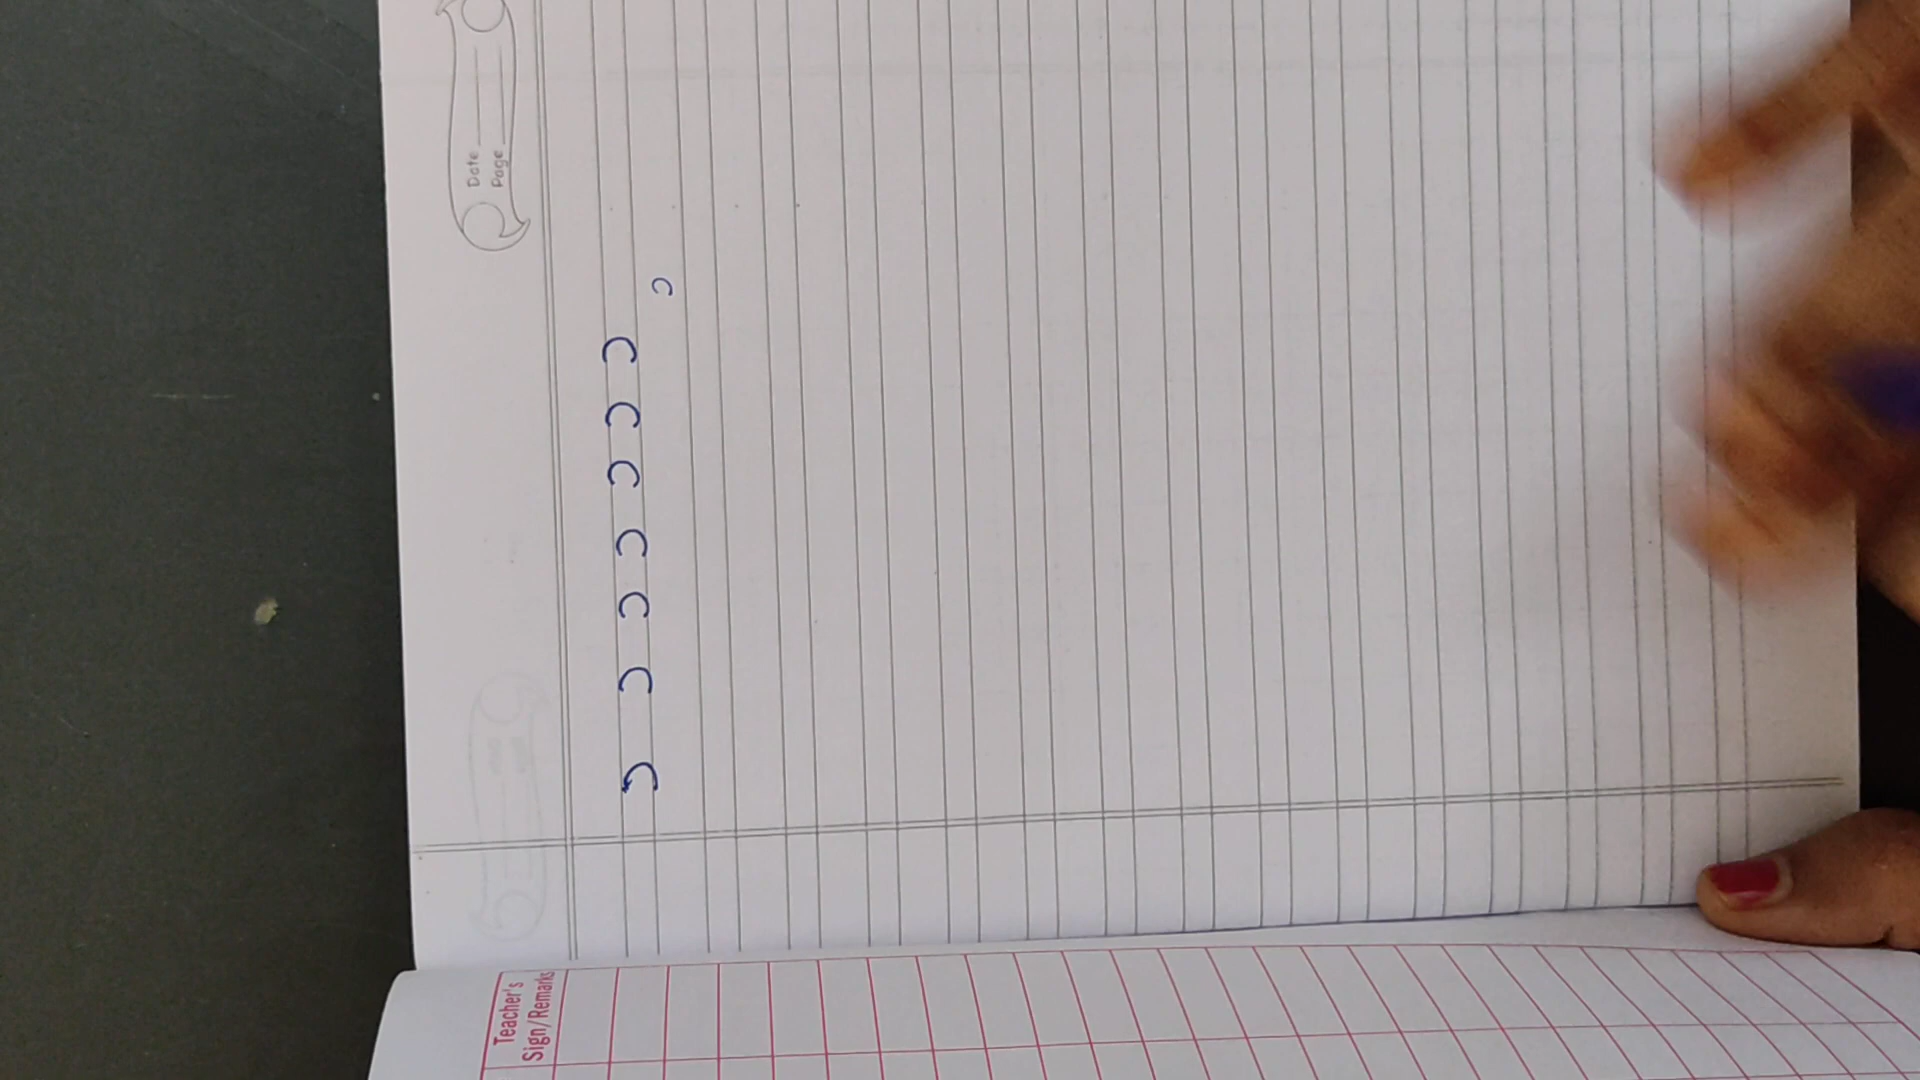 Date
Page
ɔ ɔ ɔ ɔ ɔ ɔ ɔ
ɔ
Teacher's
Sign/Remarks